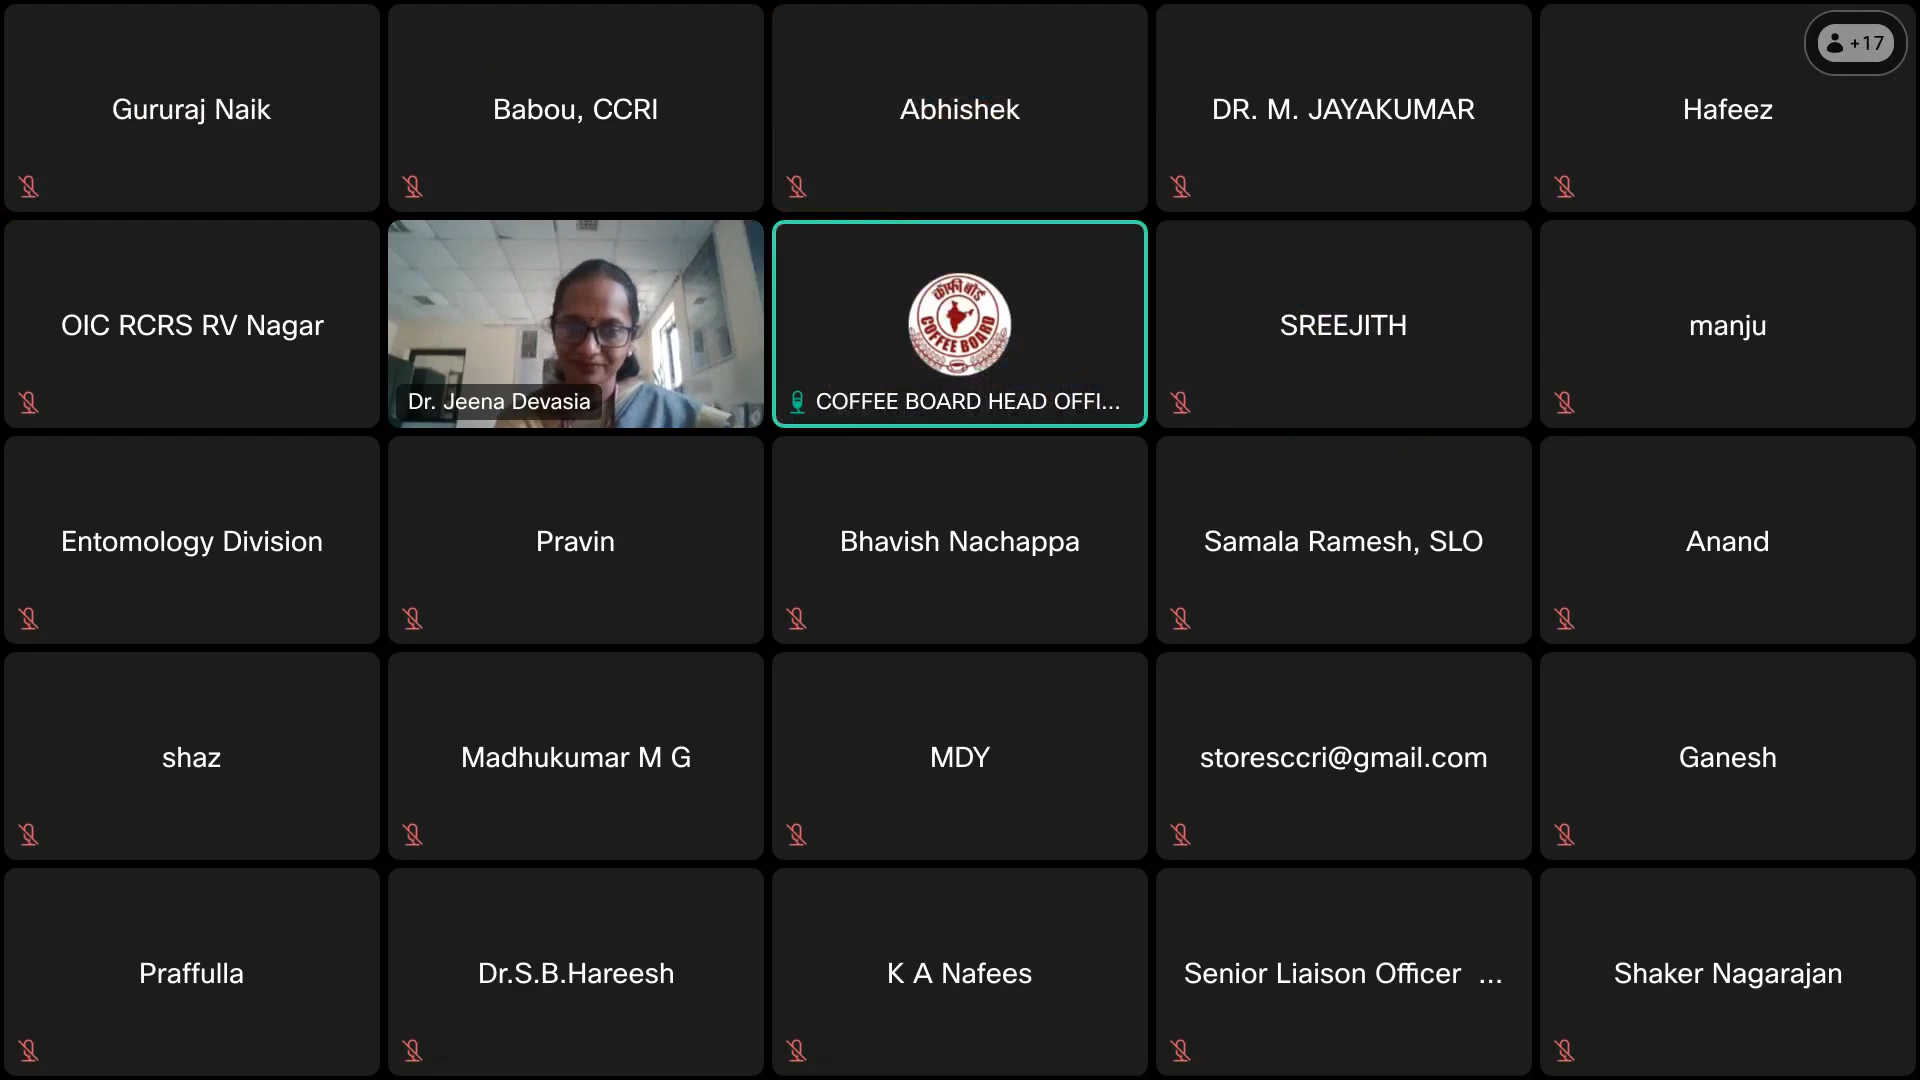 Gururaj Naik
Babou, CCRI
Abhishek
DR. M. JAYAKUMAR
Hafeez
+17
OIC RCRS RV Nagar
Dr. Jeena Devasia
कॉफी बोर्ड
COFFEE BOARD
COFFEE BOARD HEAD OFFI...
SREEJITH
manju
Entomology Division
Pravin
Bhavish Nachappa
Samala Ramesh, SLO
Anand
shaz
Madhukumar M G
MDY
storesccri@gmail.com
Ganesh
Praffulla
Dr.S.B.Hareesh
K A Nafees
Senior Liaison Officer ...
Shaker Nagarajan